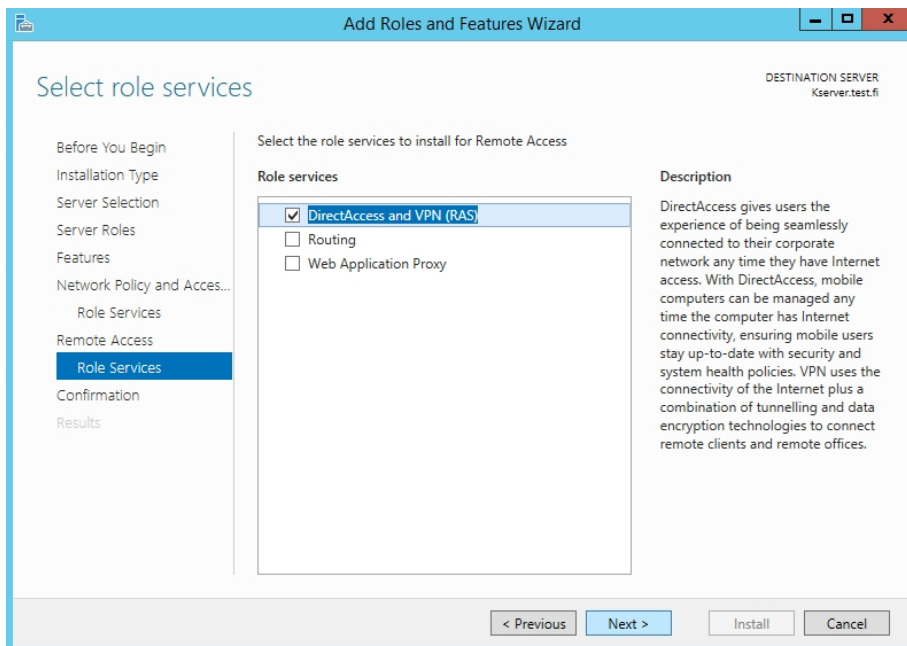 Add Roles and Features Wizard
Select role services
DESTINATION SERVER
Kserver.test.fi
Before You Begin
Installation Type
Server Selection
Server Roles
Features
Network Policy and Acces...
Role Services
Remote Access
Role Services
Confirmation
Results
Select the role services to install for Remote Access
Role services
DirectAccess and VPN (RAS)
Routing
Web Application Proxy
Description
DirectAccess gives users the
experience of being seamlessly
connected to their corporate
network any time they have Internet
access. With DirectAccess, mobile
computers can be managed any
time the computer has Internet
connectivity, ensuring mobile users
stay up-to-date with security and
system health policies. VPN uses the
connectivity of the Internet plus a
combination of tunnelling and data
encryption technologies to connect
remote clients and remote offices.
< Previous
Next >
Install
Cancel